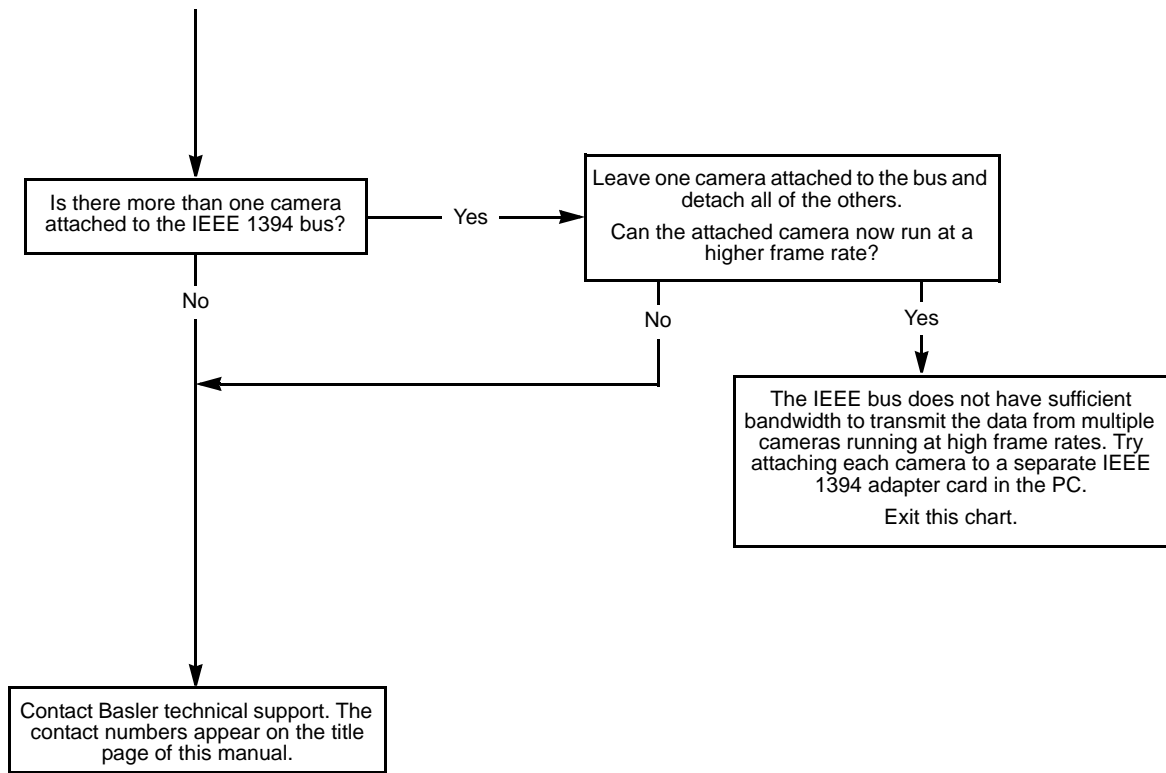 Is there more than one camera
attached to the IEEE 1394 bus?
Yes
Leave one camera attached to the bus and
detach all of the others.
Can the attached camera now run at a
higher frame rate?
No
No
Yes
The IEEE bus does not have sufficient
bandwidth to transmit the data from multiple
cameras running at high frame rates. Try
attaching each camera to a separate IEEE
1394 adapter card in the PC.
Exit this chart.
Contact Basler technical support. The
contact numbers appear on the title
page of this manual.